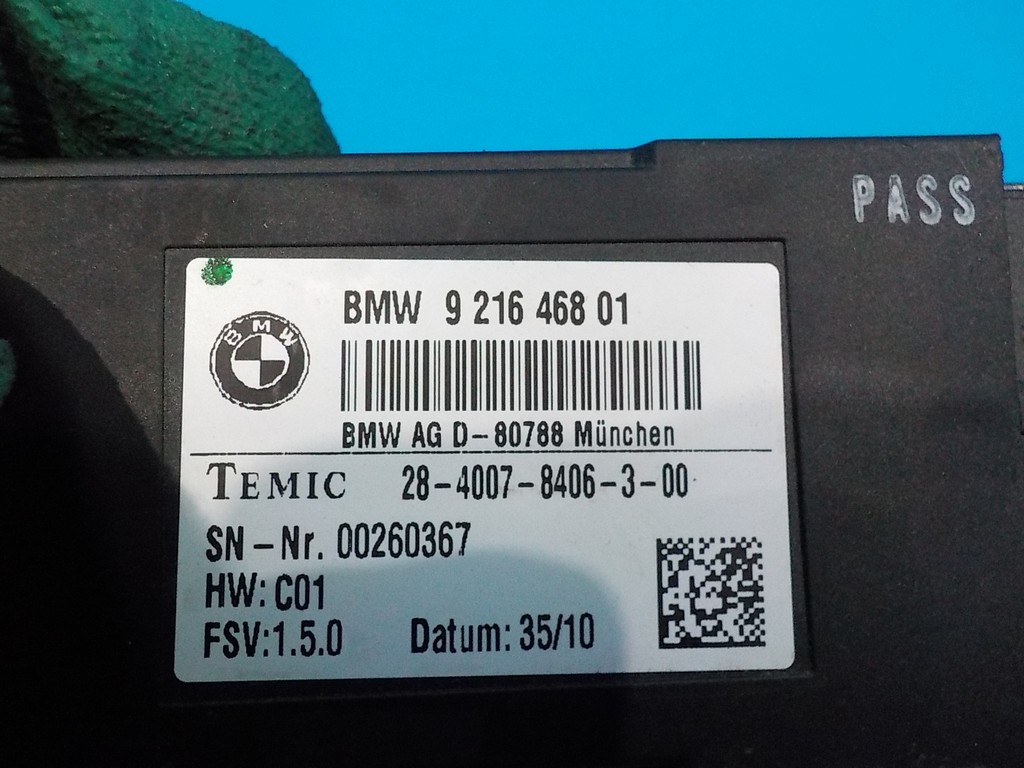 PASS
BMW 9 216 468 01
BMW
BMW AG D-80788 München
TEMIC 28-4007-8406-3-00
SN-Nr. 00260367
HW: C01
FSV:1.5.0 Datum: 35/10